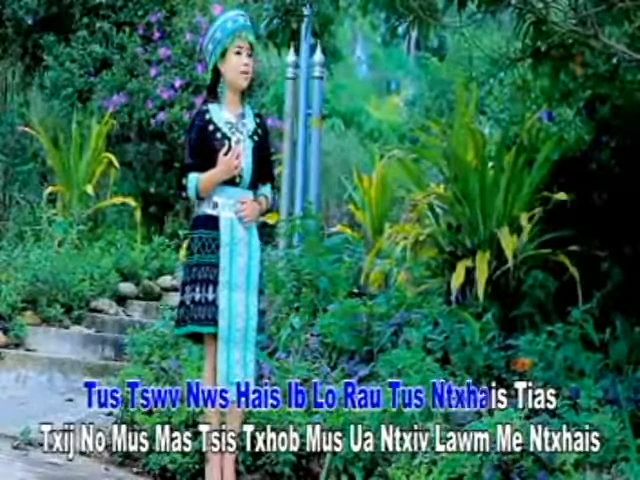 Tus Tswv Nws Hais Ib Lo Rau Tus Ntxhais Tias
Txij No Mus Mas Tsis Txhob Mus Ua Ntxiv Lawm Me Ntxhais